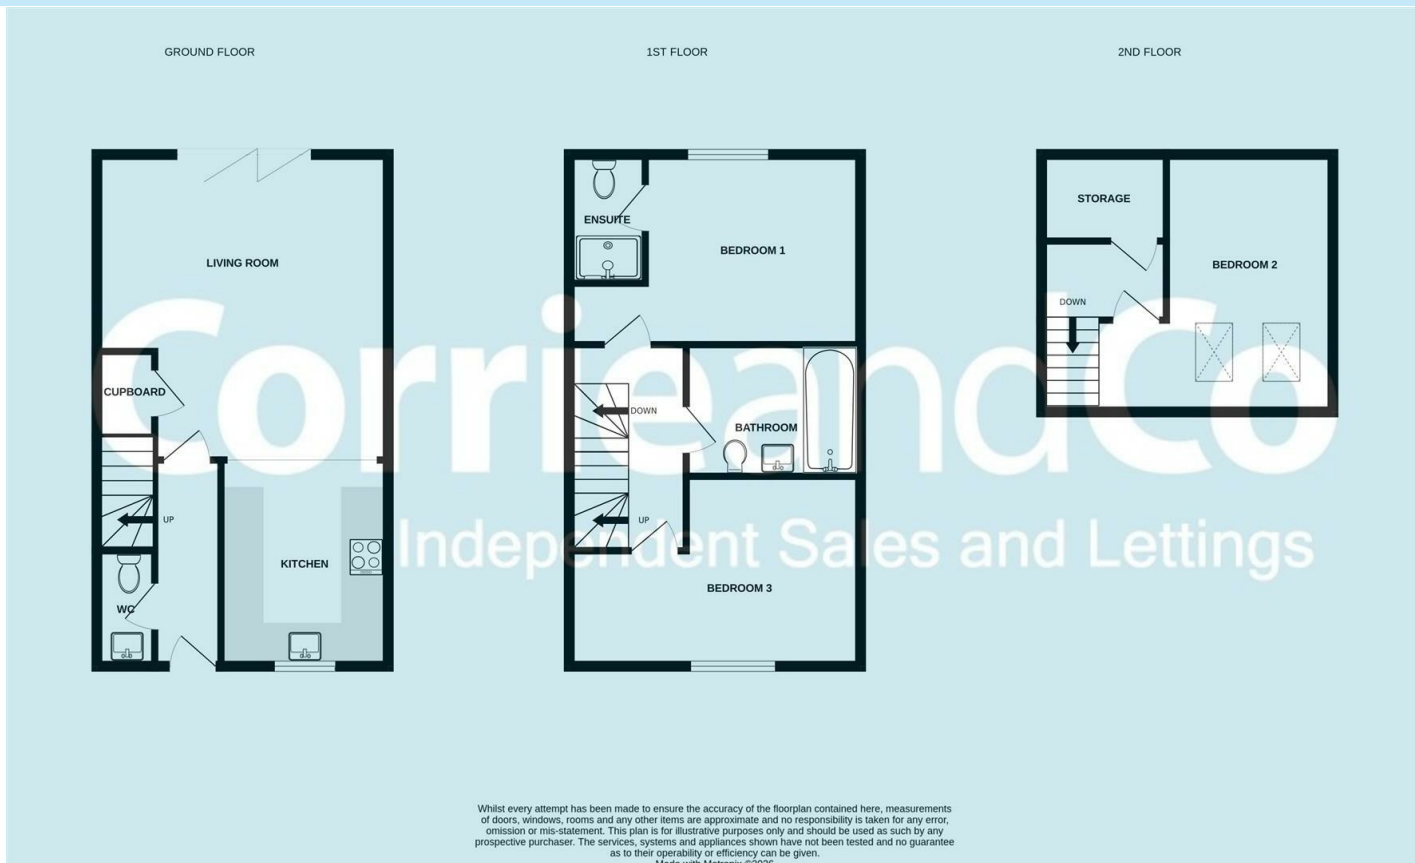 GROUND FLOOR
1ST FLOOR
2ND FLOOR
LIVING ROOM
CUPBOARD
UP
KITCHEN
WC
ENSUITE
BEDROOM 1
DOWN
BATHROOM
UP
BEDROOM 3
STORAGE
BEDROOM 2
DOWN
CorrieandCo
Independent Sales and Lettings
Whilst every attempt has been made to ensure the accuracy of the floorplan contained here, measurements
of doors, windows, rooms and any other items are approximate and no responsibility is taken for any error,
omission or mis-statement. This plan is for illustrative purposes only and should be used as such by any
prospective purchaser. The services, systems and appliances shown have not been tested and no guarantee
as to their operability or efficiency can be given.
Made with Metropix ©2026